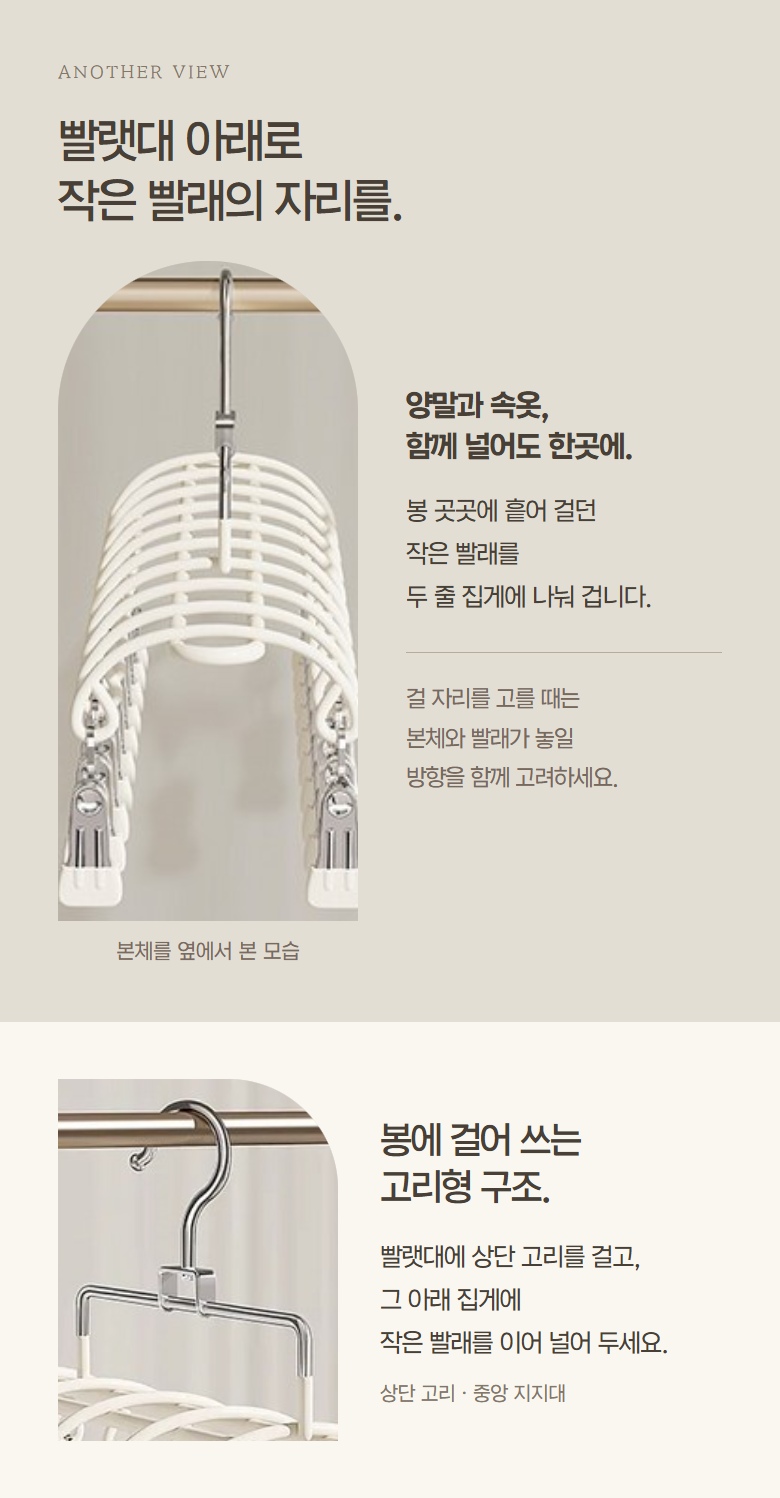 ANOTHER VIEW
빨랫대 아래로
작은 빨래의 자리를.
양말과 속옷,
함께 널어도 한곳에.
봉 곳곳에 흩어 걸던
작은 빨래를
두 줄 집게에 나눠 겁니다.
걸 자리를 고를 때는
본체와 빨래가 놓일
방향을 함께 고려하세요.
본체를 옆에서 본 모습
봉에 걸어 쓰는
고리형 구조.
빨랫대에 상단 고리를 걸고,
그 아래 집게에
작은 빨래를 이어 널어 두세요.
상단 고리 · 중앙 지지대